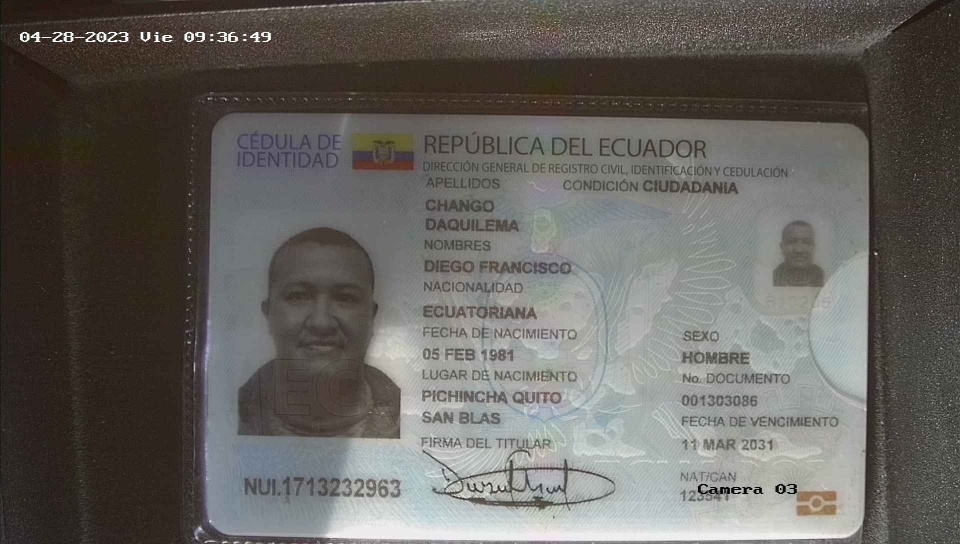 04-28-2023 Vie 09:36:49
CÉDULA DE
IDENTIDAD
REPÚBLICA DEL ECUADOR
DIRECCIÓN GENERAL DE REGISTRO CIVIL, IDENTIFICACIÓN Y CEDULACIÓN
APELLIDOS
CONDICIÓN CIUDADANÍA
CHANGO
DAQUILEMA
NOMBRES
DIEGO FRANCISCO
NACIONALIDAD
ECUATORIANA
FECHA DE NACIMIENTO
05 FEB 1981
LUGAR DE NACIMIENTO
PICHINCHA QUITO
SAN BLAS
FIRMA DEL TITULAR
SEXO
HOMBRE
No. DOCUMENTO
001303086
FECHA DE VENCIMIENTO
11 MAR 2031
NAT/CAN
Camera 03
NUI.1713232963